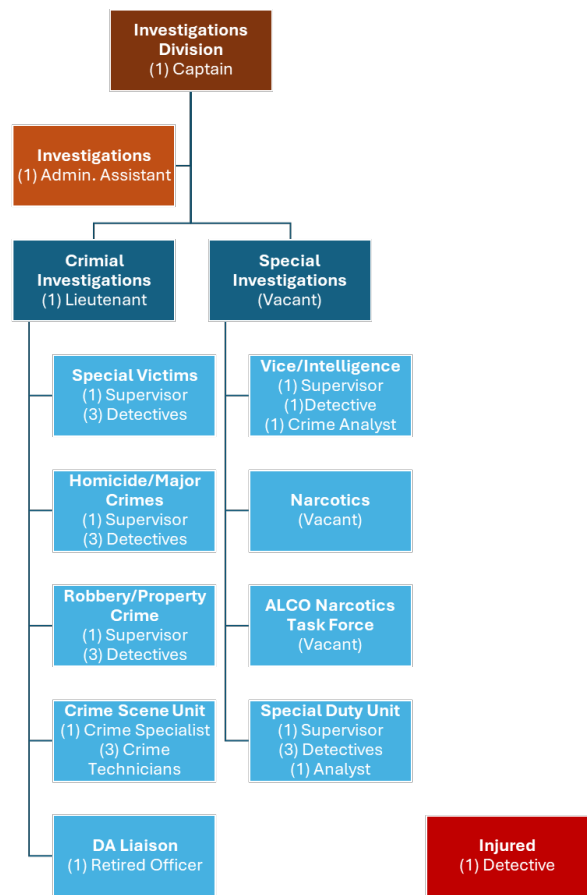 Investigations
Division
(1) Captain
Investigations
(1) Admin. Assistant
Crimial
Investigations
(1) Lieutenant
Special
Investigations
(Vacant)
Special Victims
(1) Supervisor
(3) Detectives
Vice/Intelligence
(1) Supervisor
(1)Detective
(1) Crime Analyst
Homicide/Major
Crimes
(1) Supervisor
(3) Detectives
Narcotics
(Vacant)
Robbery/Property
Crime
(1) Supervisor
(3) Detectives
ALCO Narcotics
Task Force
(Vacant)
Crime Scene Unit
(1) Crime Specialist
(3) Crime
Technicians
Special Duty Unit
(1) Supervisor
(3) Detectives
(1) Analyst
DA Liaison
(1) Retired Officer
Injured
(1) Detective